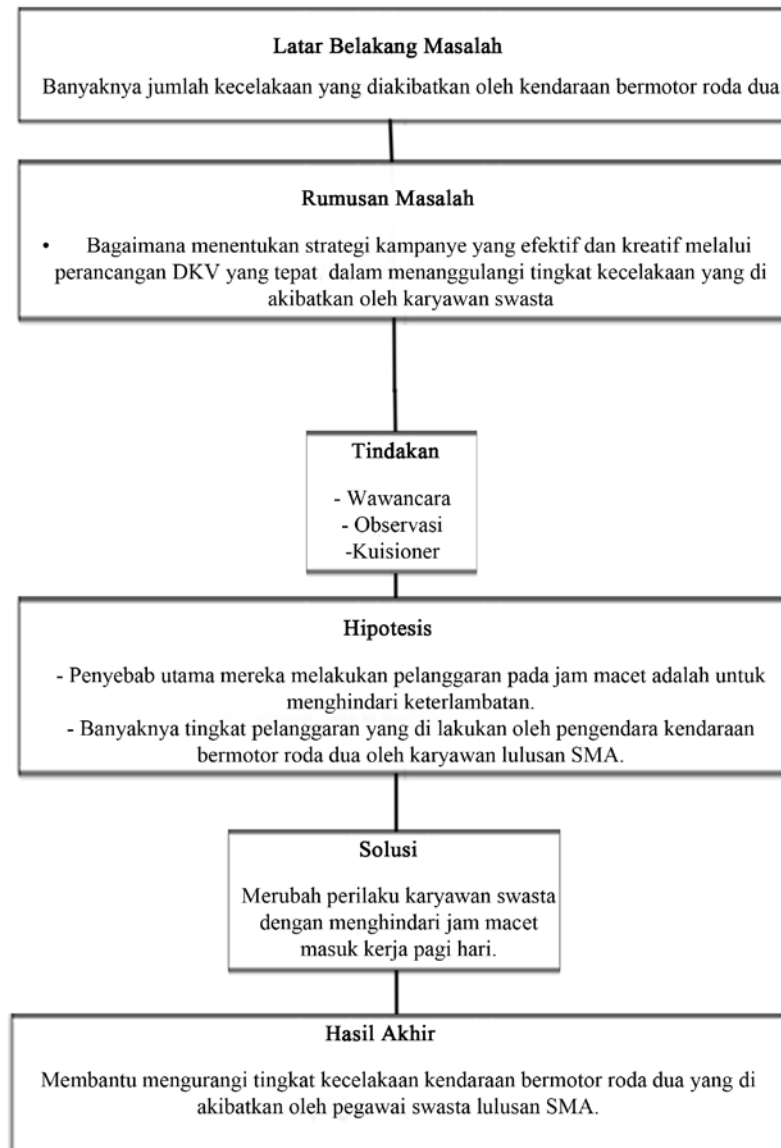 Latar Belakang Masalah
Banyaknya jumlah kecelakaan yang diakibatkan oleh kendaraan bermotor roda dua
Rumusan Masalah
• Bagaimana menentukan strategi kampanye yang efektif dan kreatif melalui
perancangan DKV yang tepat dalam menanggulangi tingkat kecelakaan yang di
akibatkan oleh karyawan swasta
Tindakan
- Wawancara
- Observasi
-Kuisioner
Hipotesis
- Penyebab utama mereka melakukan pelanggaran pada jam macet adalah untuk
menghindari keterlambatan.
- Banyaknya tingkat pelanggaran yang di lakukan oleh pengendara kendaraan
bermotor roda dua oleh karyawan lulusan SMA.
Solusi
Merubah perilaku karyawan swasta
dengan menghindari jam macet
masuk kerja pagi hari.
Hasil Akhir
Membantu mengurangi tingkat kecelakaan kendaraan bermotor roda dua yang di
akibatkan oleh pegawai swasta lulusan SMA.